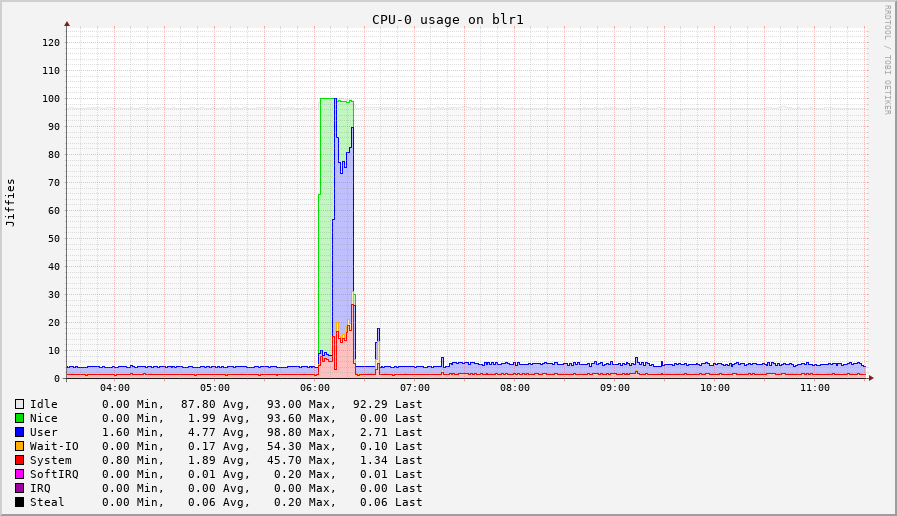 CPU-0 usage on blr1
RRDTOOL / TOBI OETIKER
Jiffies
120
110
100
90
80
70
60
50
40
30
20
10
0
04:00 05:00 06:00 07:00 08:00 09:00 10:00 11:00
Idle 0.00 Min, 87.80 Avg, 93.00 Max, 92.29 Last
Nice 0.00 Min, 1.99 Avg, 93.60 Max, 0.00 Last
User 1.60 Min, 4.77 Avg, 98.80 Max, 2.71 Last
Wait-IO 0.00 Min, 0.17 Avg, 54.30 Max, 0.10 Last
System 0.80 Min, 1.89 Avg, 45.70 Max, 1.34 Last
SoftIRQ 0.00 Min, 0.01 Avg, 0.20 Max, 0.01 Last
IRQ 0.00 Min, 0.00 Avg, 0.00 Max, 0.00 Last
Steal 0.00 Min, 0.06 Avg, 0.20 Max, 0.06 Last